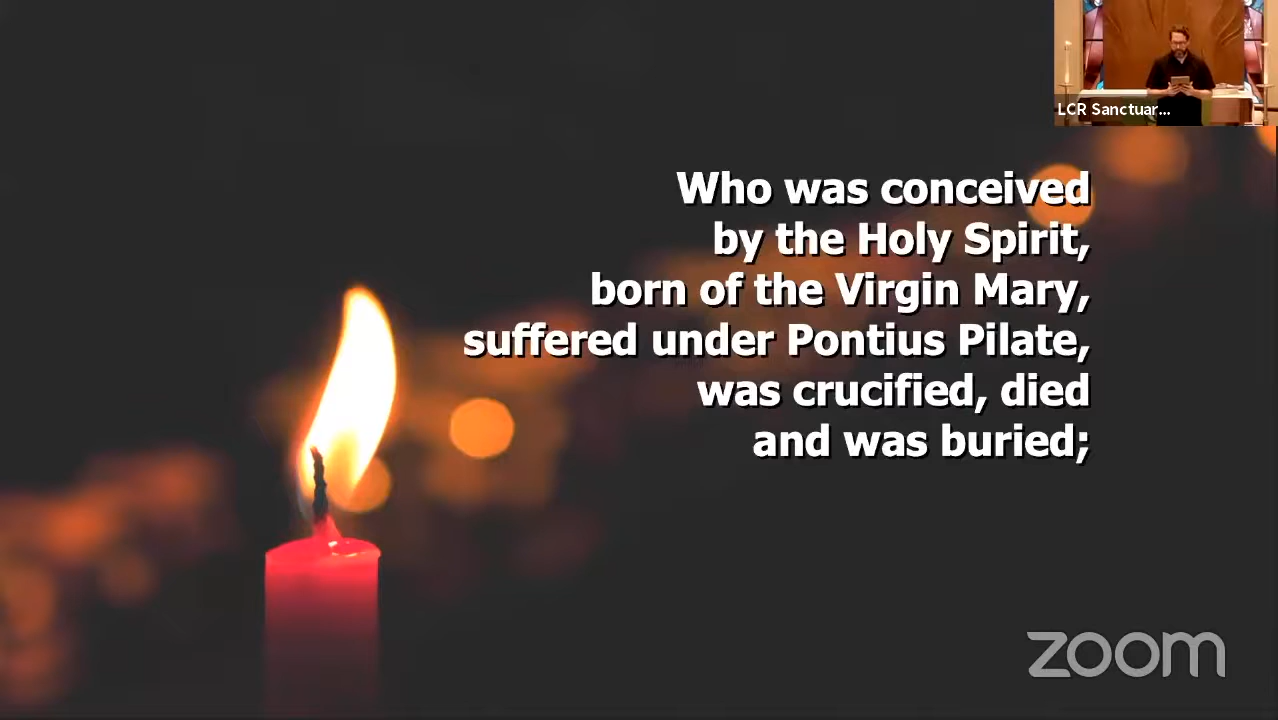 LCR Sanctuar...
Who was conceived
by the Holy Spirit,
born of the Virgin Mary,
suffered under Pontius Pilate,
was crucified, died
and was buried;
zoom